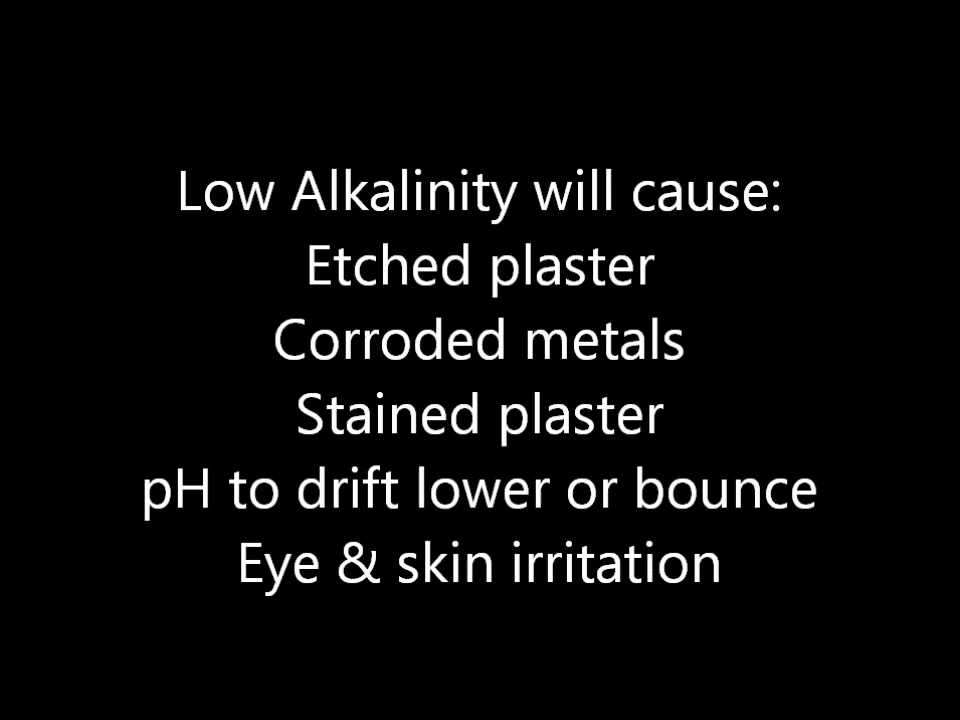 Low Alkalinity will cause:
Etched plaster
Corroded metals
Stained plaster
pH to drift lower or bounce
Eye & skin irritation